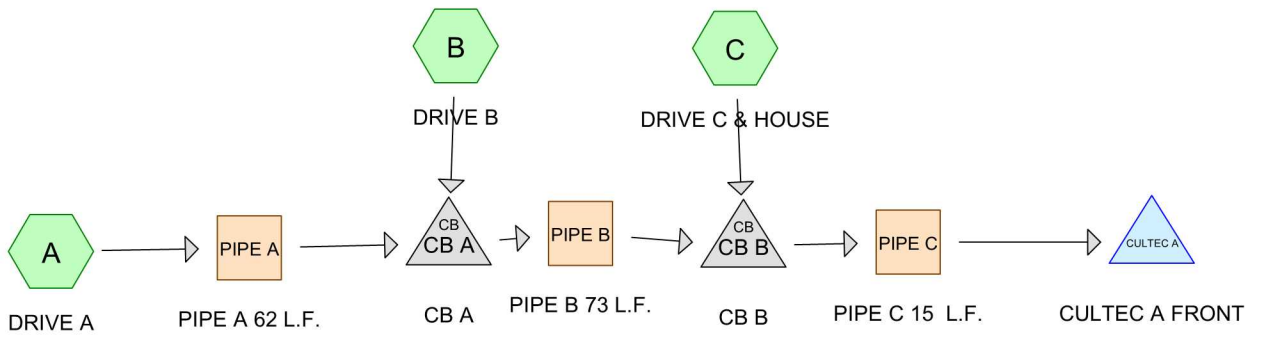 B
C
DRIVE B
DRIVE C & HOUSE
A
PIPE A
CB
CB A
PIPE B
CB
CB B
PIPE C
CULTEC A
DRIVE A
PIPE A 62 L.F.
CB A
PIPE B 73 L.F.
CB B
PIPE C 15  L.F.
CULTEC A FRONT